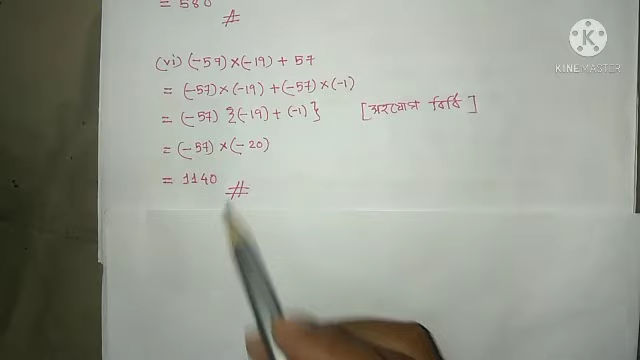 = 580
(vi) (-57)×(-19) + 57
= (-57)×(-19) + (-57)×(-1)
= (-57) {(-19) + (-1)} [ বিধি ]
= (-57) × (-20)
= 1140
KINEMASTER